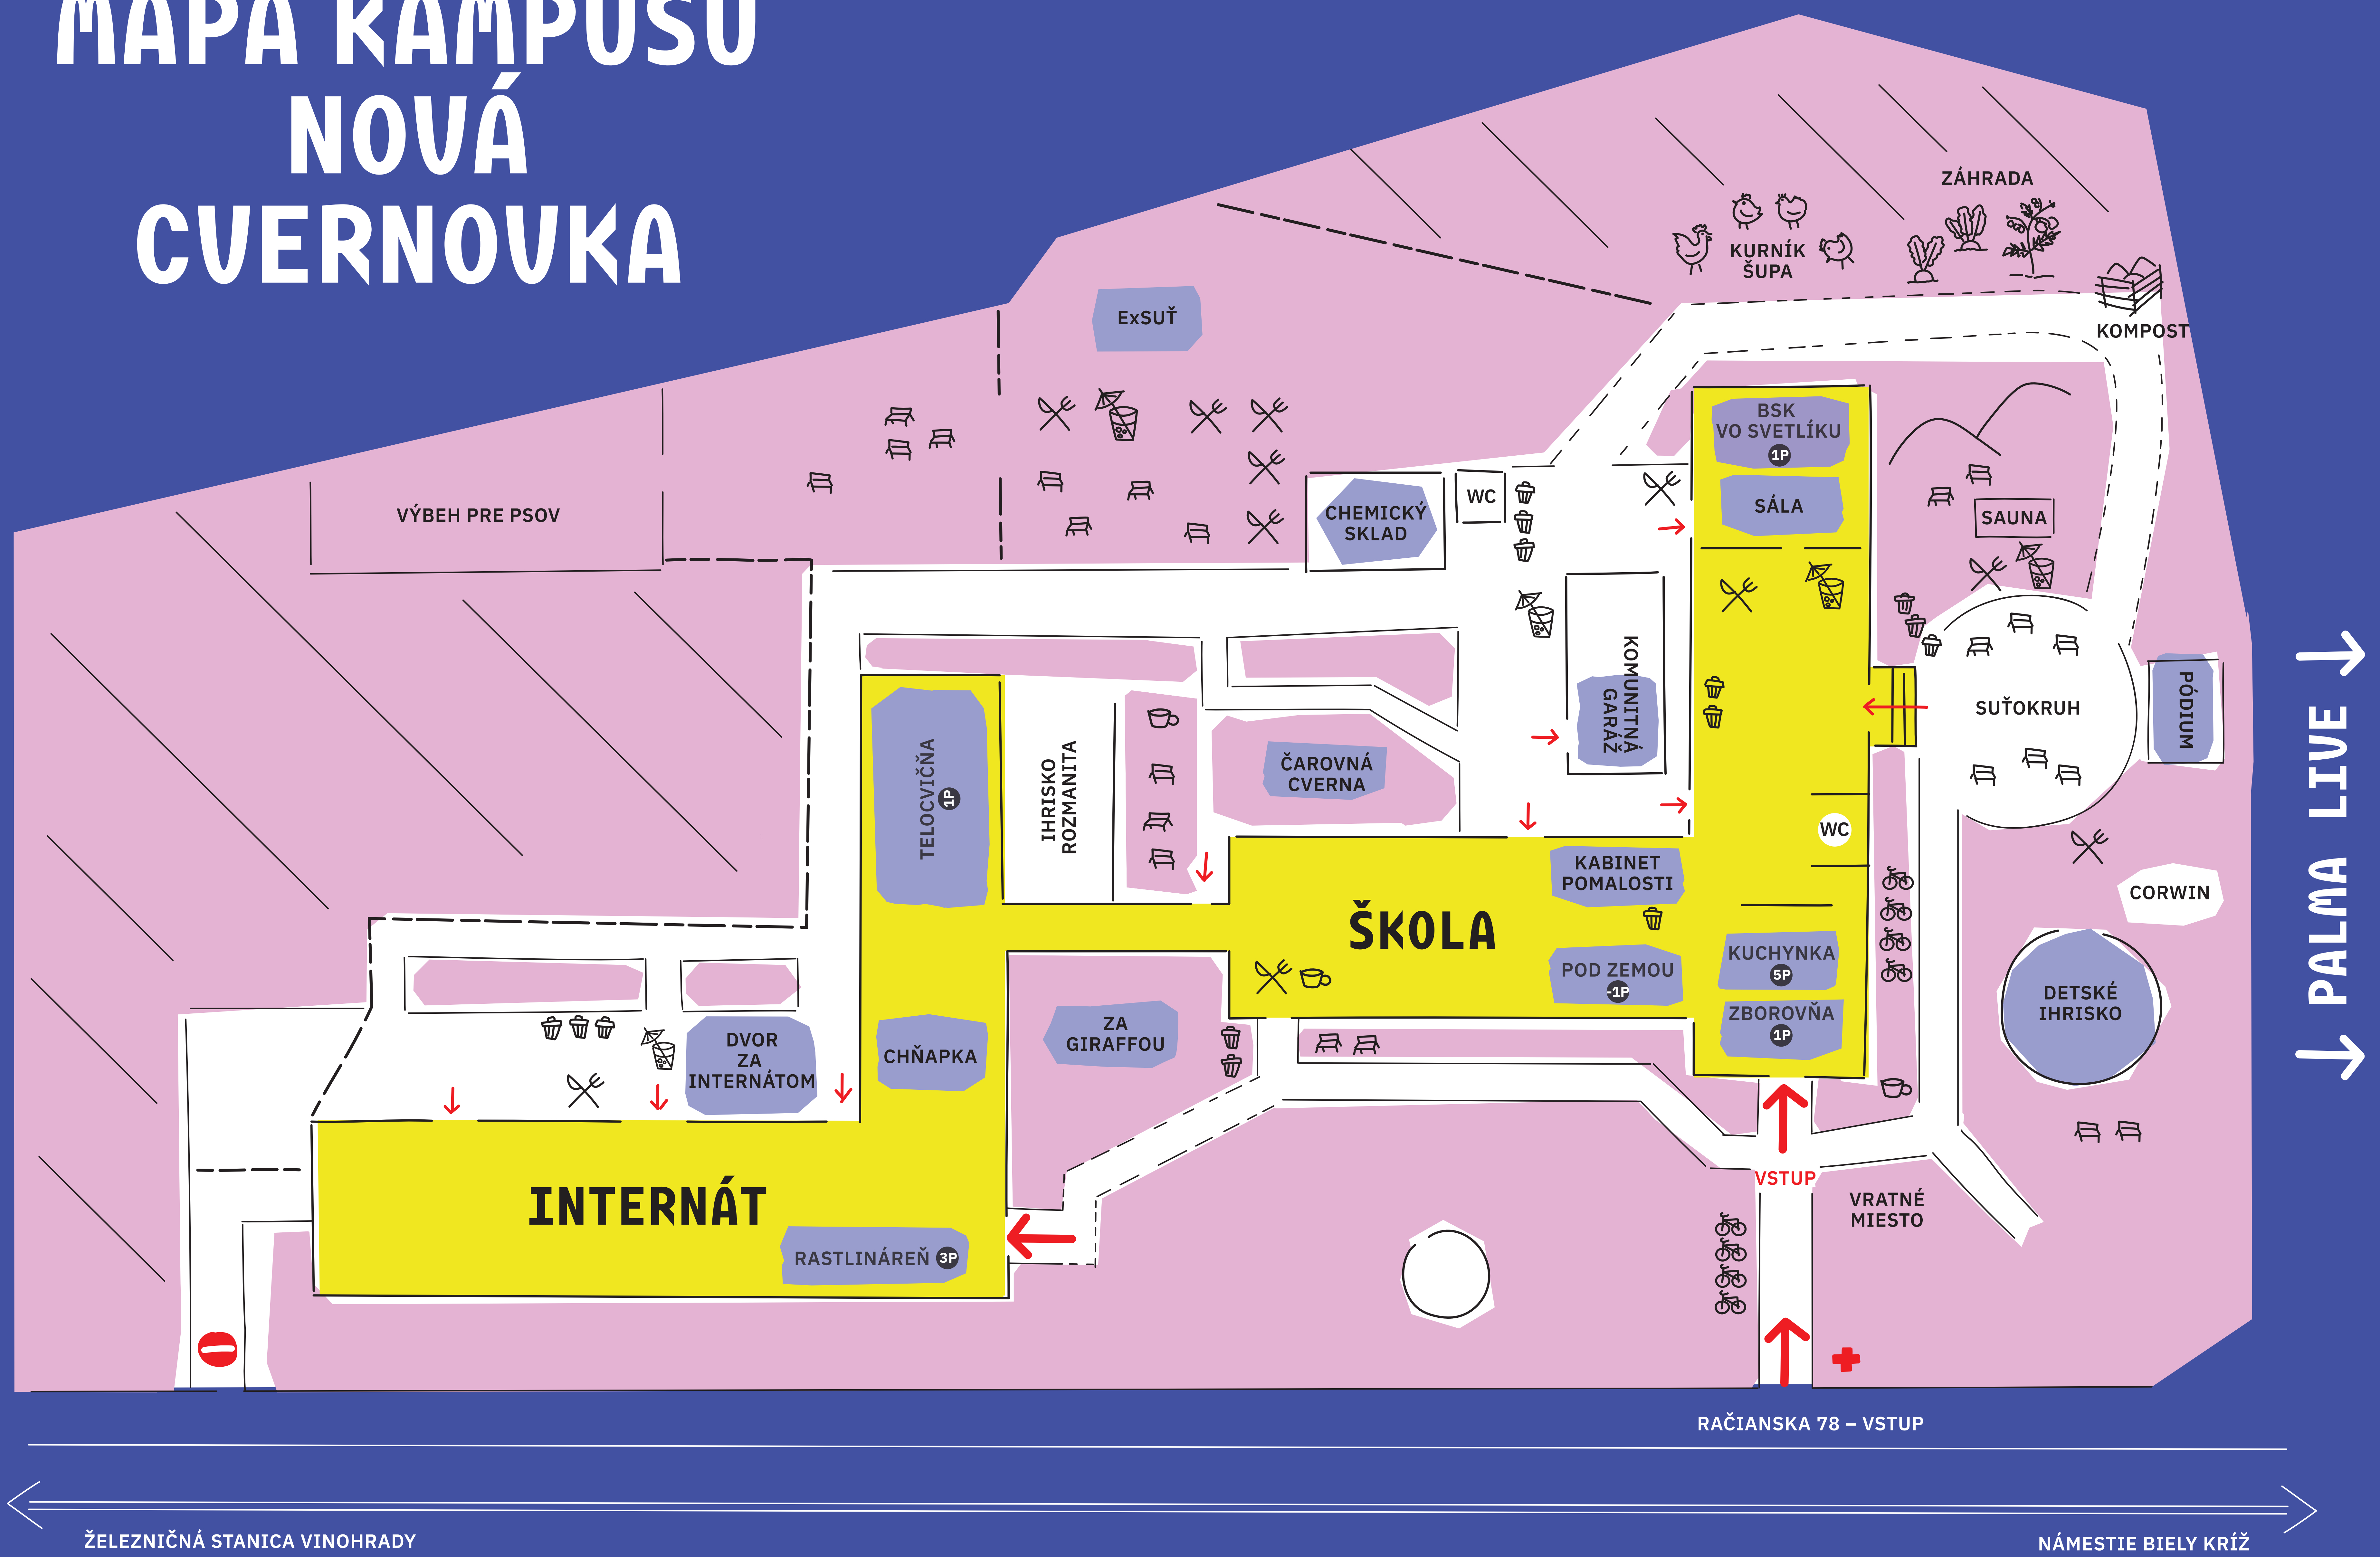 MAPA KAMPUSU
NOVÁ
CVERNOVKA
ZÁHRADA
KURNÍK
ŠUPA
KOMPOST
ExSUŤ
VÝBEH PRE PSOV
CHEMICKÝ
SKLAD
WC
BSK
VO SVETLÍKU
1P
SÁLA
SAUNA
KOMUNITNÁ
GARÁŽ
SUŤOKRUH
PÓDIUM
PALMA LIVE
TELOCVIČŇA
1P
IHRISKO
ROZMANITA
ČAROVNÁ
CVERNA
WC
ŠKOLA
KABINET
POMALOSTI
POD ZEMOU
-1P
KUCHYNKA
5P
ZBOROVŇA
1P
CORWIN
DETSKÉ
IHRISKO
DVOR
ZA
INTERNÁTOM
CHŇAPKA
ZA
GIRAFFOU
INTERNÁT
RASTLINÁREŇ 3P
VSTUP
VRATNÉ
MIESTO
RAČIANSKA 78 – VSTUP
ŽELEZNIČNÁ STANICA VINOHRADY
NÁMESTIE BIELY KRÍŽ